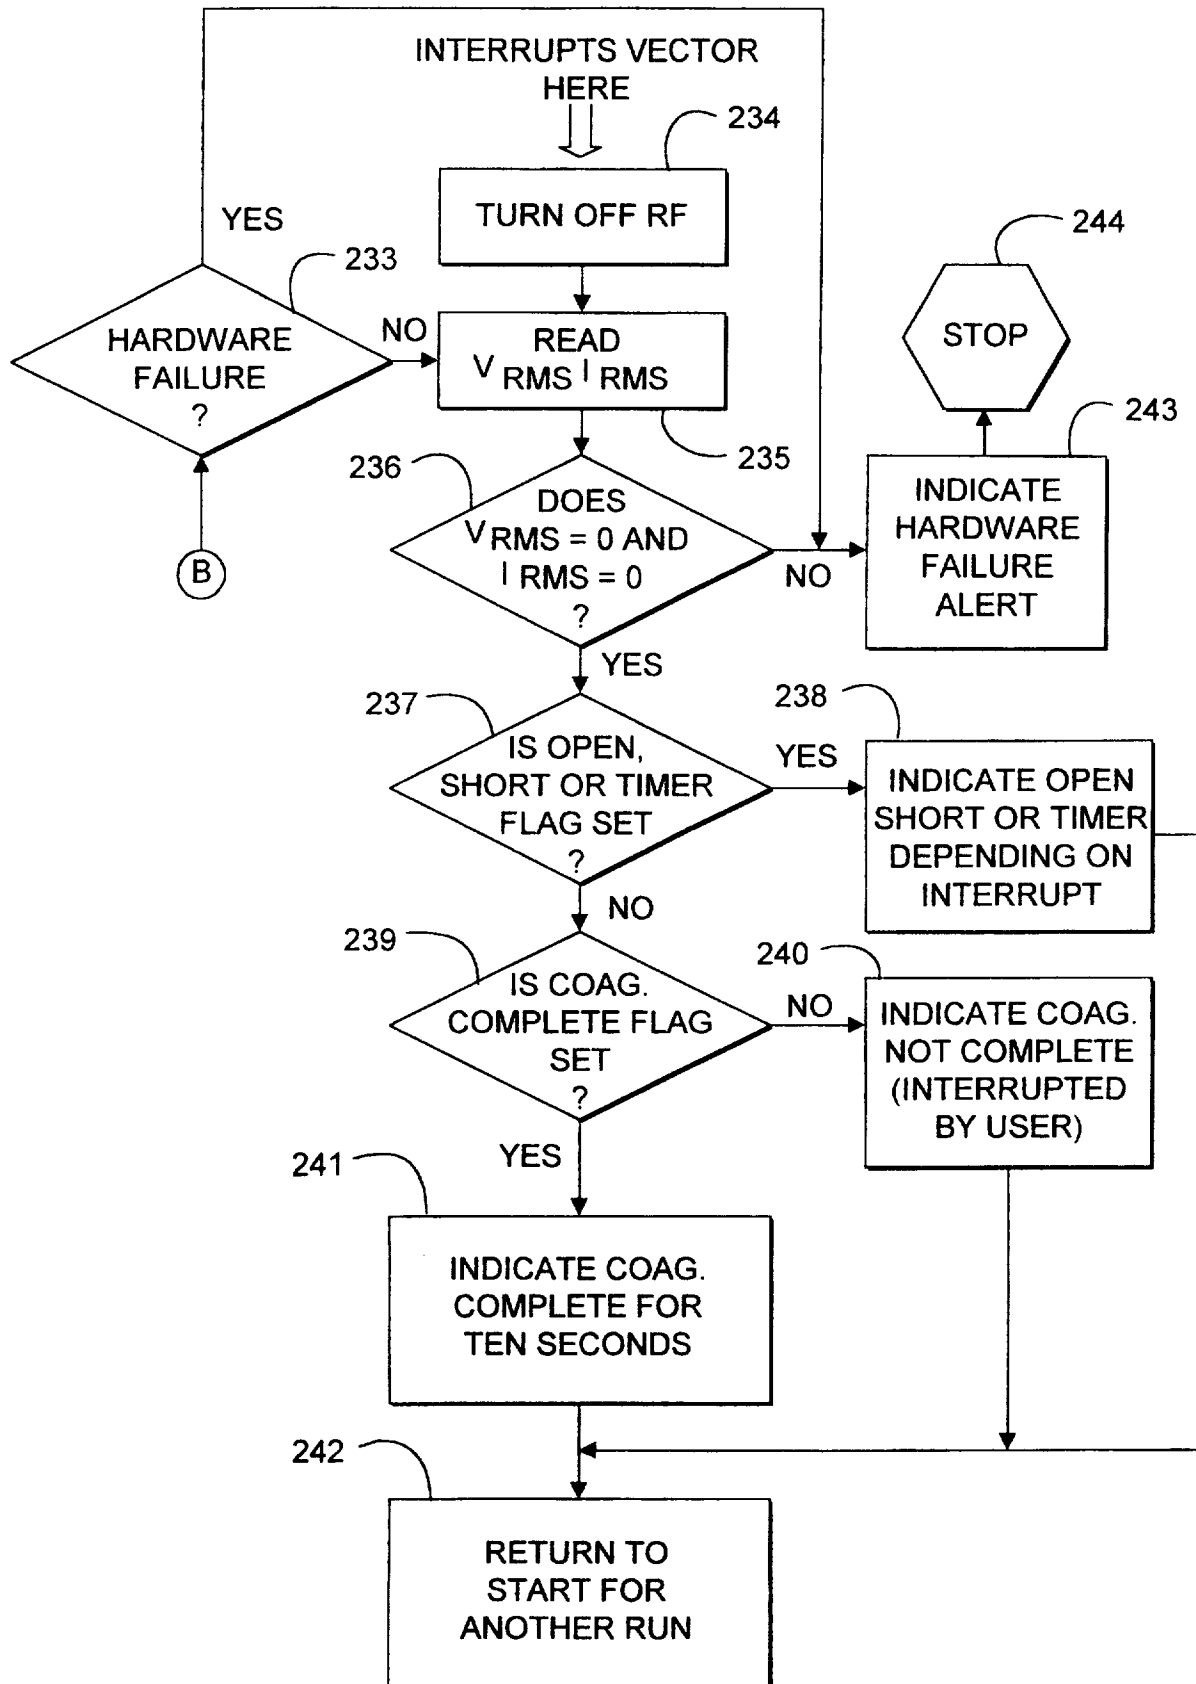 INTERRUPTS VECTOR
HERE
234
TURN OFF RF
YES
233
HARDWARE
FAILURE
?
NO
READ
V RMS I RMS
235
244
STOP
243
INDICATE
HARDWARE
FAILURE
ALERT
B
236
DOES
V RMS = 0 AND
I RMS = 0
?
NO
YES
237
IS OPEN,
SHORT OR TIMER
FLAG SET
?
YES
238
INDICATE OPEN
SHORT OR TIMER
DEPENDING ON
INTERRUPT
NO
239
IS COAG.
COMPLETE FLAG
SET
?
NO
240
INDICATE COAG.
NOT COMPLETE
(INTERRUPTED
BY USER)
YES
241
INDICATE COAG.
COMPLETE FOR
TEN SECONDS
242
RETURN TO
START FOR
ANOTHER RUN